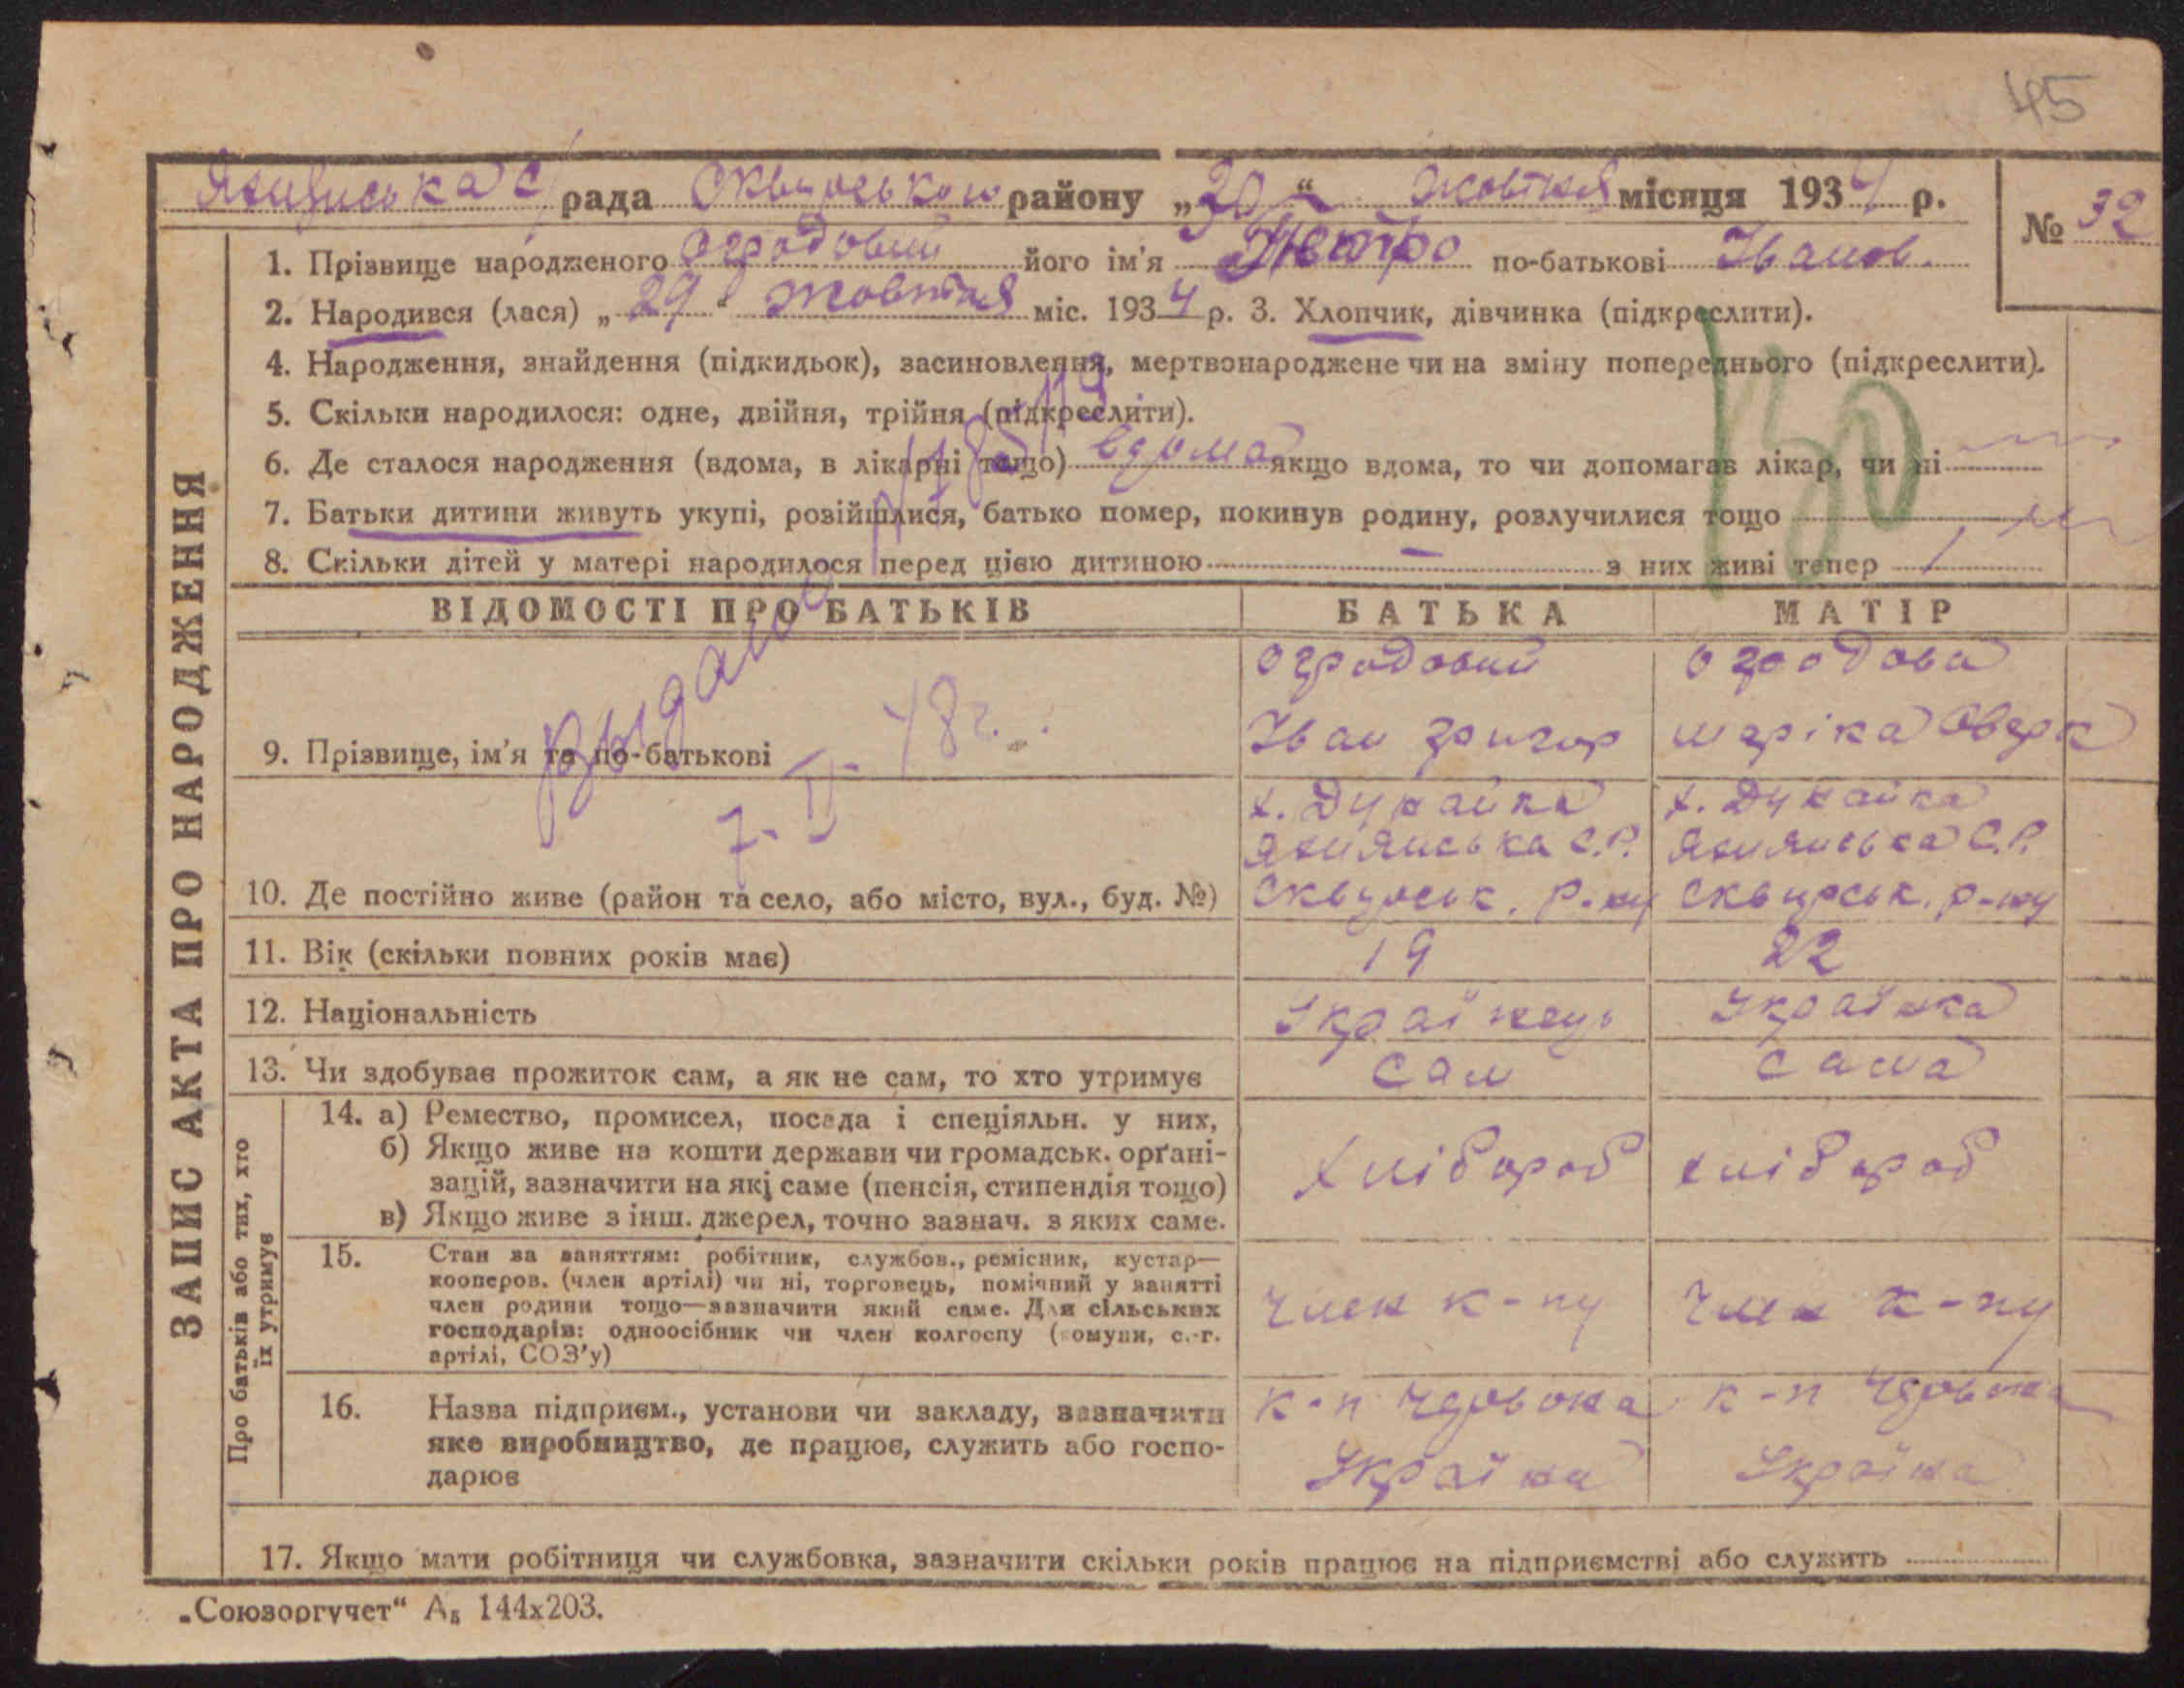 45
рада Сквирськ району „30“ жовтня місяця 1934 р.
№ 32
ЗАПИС АКТА ПРО НАРОДЖЕННЯ
1. Прізвище народженого Огродовий його ім'я Петро по-батькові Іванов.
2. Народився (лася) „29“ жовтня міс. 1934 р. 3. Хлопчик, дівчинка (підкреслити).
4. Народження, знайдення (підкидьок), засиновлення, мертвонароджене чи на зміну попереднього (підкреслити).
5. Скільки народилося: одне, двійня, трійня (підкреслити).
6. Де сталося народження (вдома, в лікарні тощо) вдома якщо вдома, то чи допомагав лікар, чи ні
7. Батьки дитини живуть укупі, розійшлися, батько помер, покинув родину, розлучилися тощо
8. Скільки дітей у матері народилося перед цією дитиною — з них живі тепер 1
ВІДОМОСТІ ПРО БАТЬКІВ БАТЬКА МАТІР
Огродовий Огродова
Іван Григор Маріка
9. Прізвище, ім'я та по-батькові
7. II. 48г.
С.Р. С.Р.
10. Де постійно живе (район та село, або місто, вул., буд. №) Сквирськ. р-ну Сквирськ. р-ну
11. Вік (скільки повних років має) 19 22
12. Національність Українець Українка
13. Чи здобуває прожиток сам, а як не сам, то хто утримує сам сама
Про батьків або тих, хто їх утримує
14. а) Ремество, промисел, посада і спеціяльн. у них,
б) Якщо живе на кошти держави чи громадськ. орґані-
зацій, зазначити на які саме (пенсія, стипендія тощо) хлібороб хлібороб
в) Якщо живе з інш. джерел, точно зазнач. з яких саме.
15. Стан за заняттям: робітник, службов., ремісник, кустар—
кооперов. (член артілі) чи ні, торговець, помічний у занятті
член родини тощо—зазначити який саме. Для сільських член к-пу член к-пу
господарів: одноосібник чи член колгоспу (комуни, с.-г.
артілі, СОЗ'у)
16. Назва підприєм., установи чи закладу, зазначити к-п Червона к-п Червона
яке виробництво, де працює, служить або госпо-
дарює Україна Україна
17. Якщо мати робітниця чи службовка, зазначити скільки років працює на підприємстві або служить
„Союзоргучет“ А₅ 144х203.